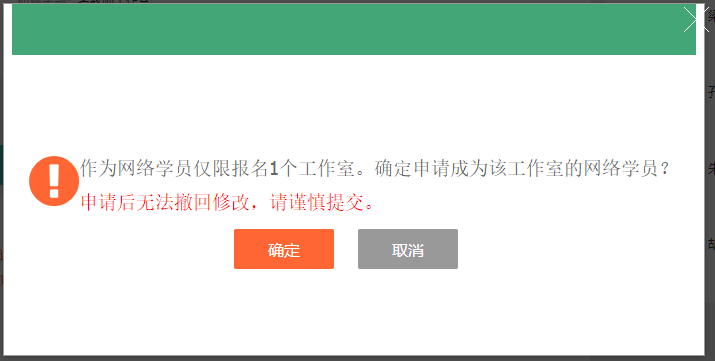 作为网络学员仅限报名1个工作室。确定申请成为该工作室的网络学员？
申请后无法撤回修改，请谨慎提交。
确定
取消